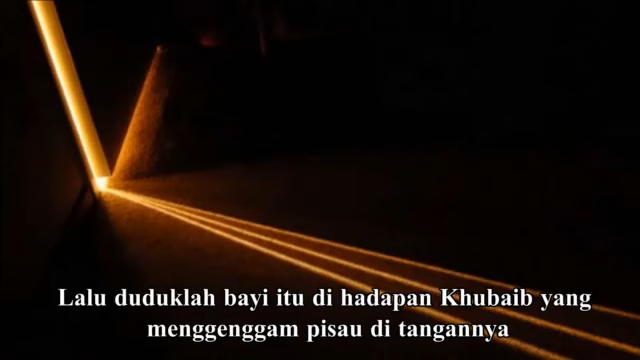 Lalu duduklah bayi itu di hadapan Khubaib yang
menggenggam pisau di tangannya